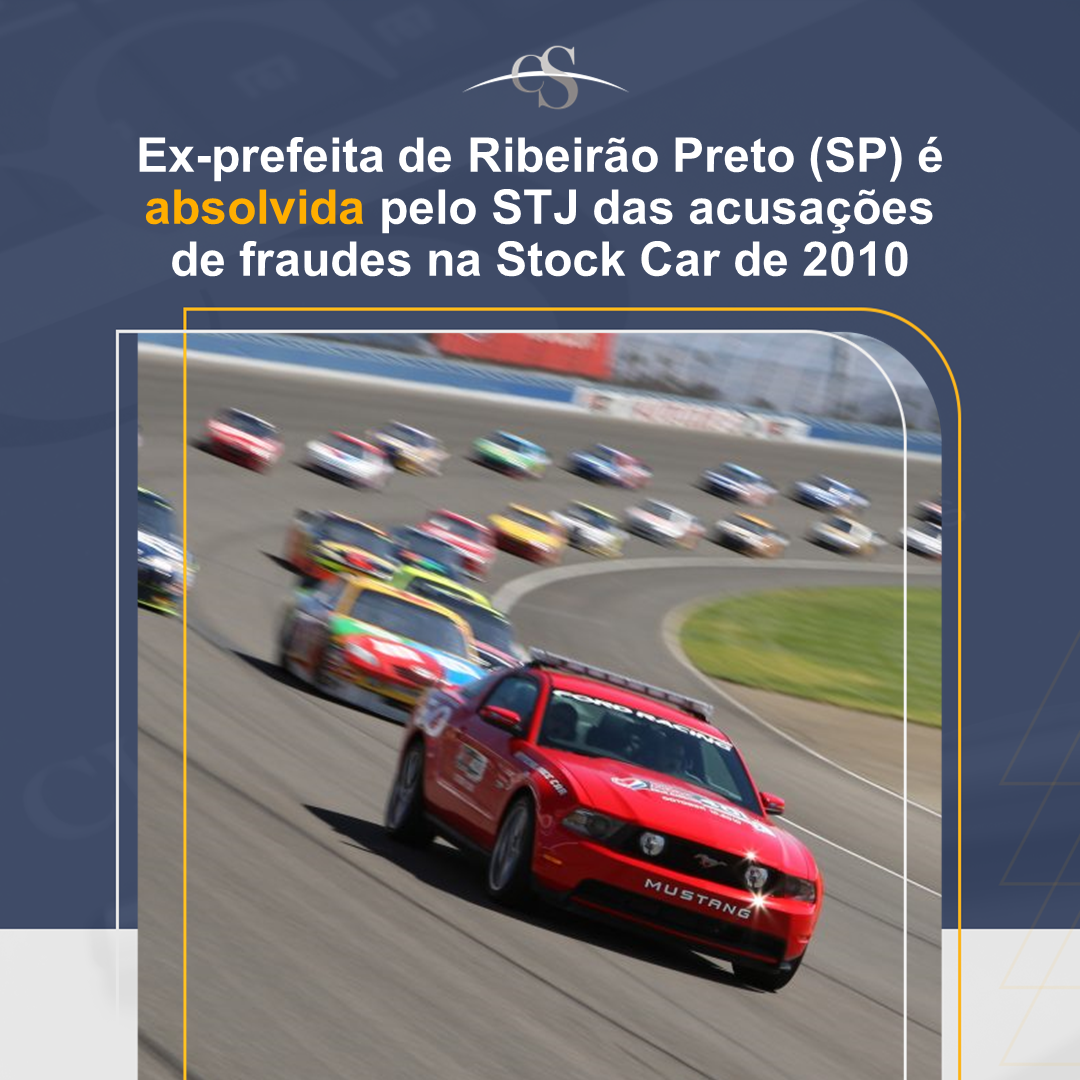 CS
Ex-prefeita de Ribeirão Preto (SP) é
absolvida pelo STJ das acusações
de fraudes na Stock Car de 2010
FORD RACING
MUSTANG